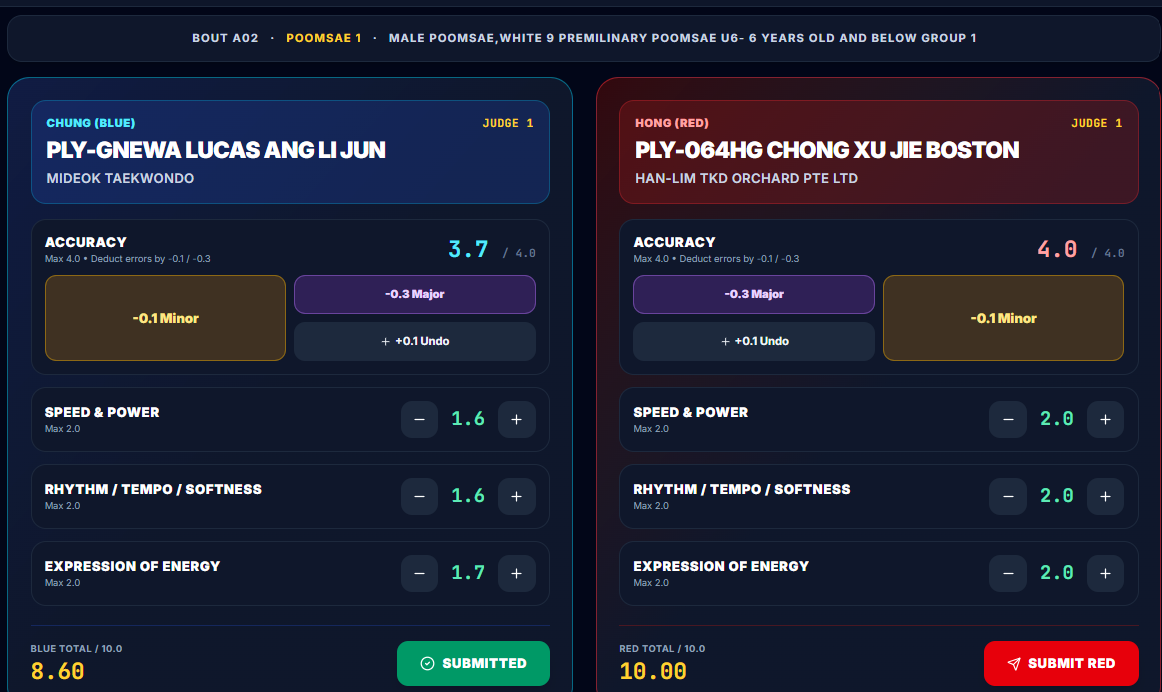 BOUT A02 · POOMSAE 1 · MALE POOMSAE,WHITE 9 PREMILINARY POOMSAE U6- 6 YEARS OLD AND BELOW GROUP 1
CHUNG (BLUE) JUDGE 1
PLY-GNEWA LUCAS ANG LI JUN
MIDEOK TAEKWONDO
ACCURACY 3.7 / 4.0
Max 4.0 • Deduct errors by -0.1 / -0.3
-0.1 Minor
-0.3 Major
+ +0.1 Undo
SPEED & POWER
Max 2.0
− 1.6 +
RHYTHM / TEMPO / SOFTNESS
Max 2.0
− 1.6 +
EXPRESSION OF ENERGY
Max 2.0
− 1.7 +
BLUE TOTAL / 10.0
8.60
SUBMITTED
HONG (RED) JUDGE 1
PLY-064HG CHONG XU JIE BOSTON
HAN-LIM TKD ORCHARD PTE LTD
ACCURACY 4.0 / 4.0
Max 4.0 • Deduct errors by -0.1 / -0.3
-0.3 Major
+ +0.1 Undo
-0.1 Minor
SPEED & POWER
Max 2.0
− 2.0 +
RHYTHM / TEMPO / SOFTNESS
Max 2.0
− 2.0 +
EXPRESSION OF ENERGY
Max 2.0
− 2.0 +
RED TOTAL / 10.0
10.00
SUBMIT RED